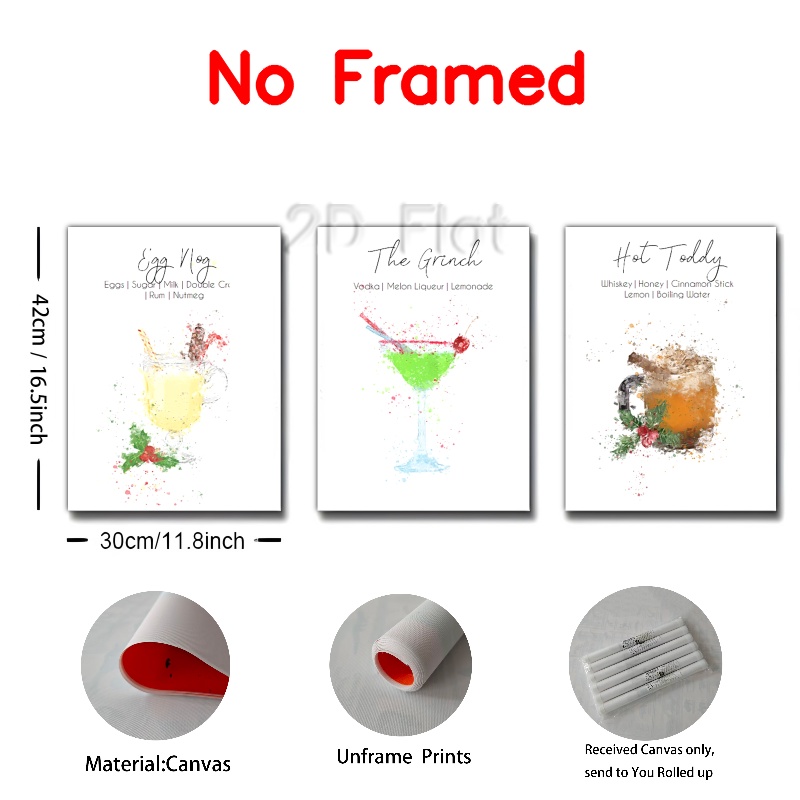 No Framed
2D Flat
Egg Nog
Eggs | Sugar | Milk | Double Cr
| Rum | Nutmeg
The Grinch
Vodka | Melon Liqueur | Lemonade
Hot Toddy
Whiskey | Honey | Cinnamon Stick
Lemon | Boiling Water
42cm / 16.5inch
30cm/11.8inch
Material:Canvas
Unframe Prints
Received Canvas only,
send to You Rolled up